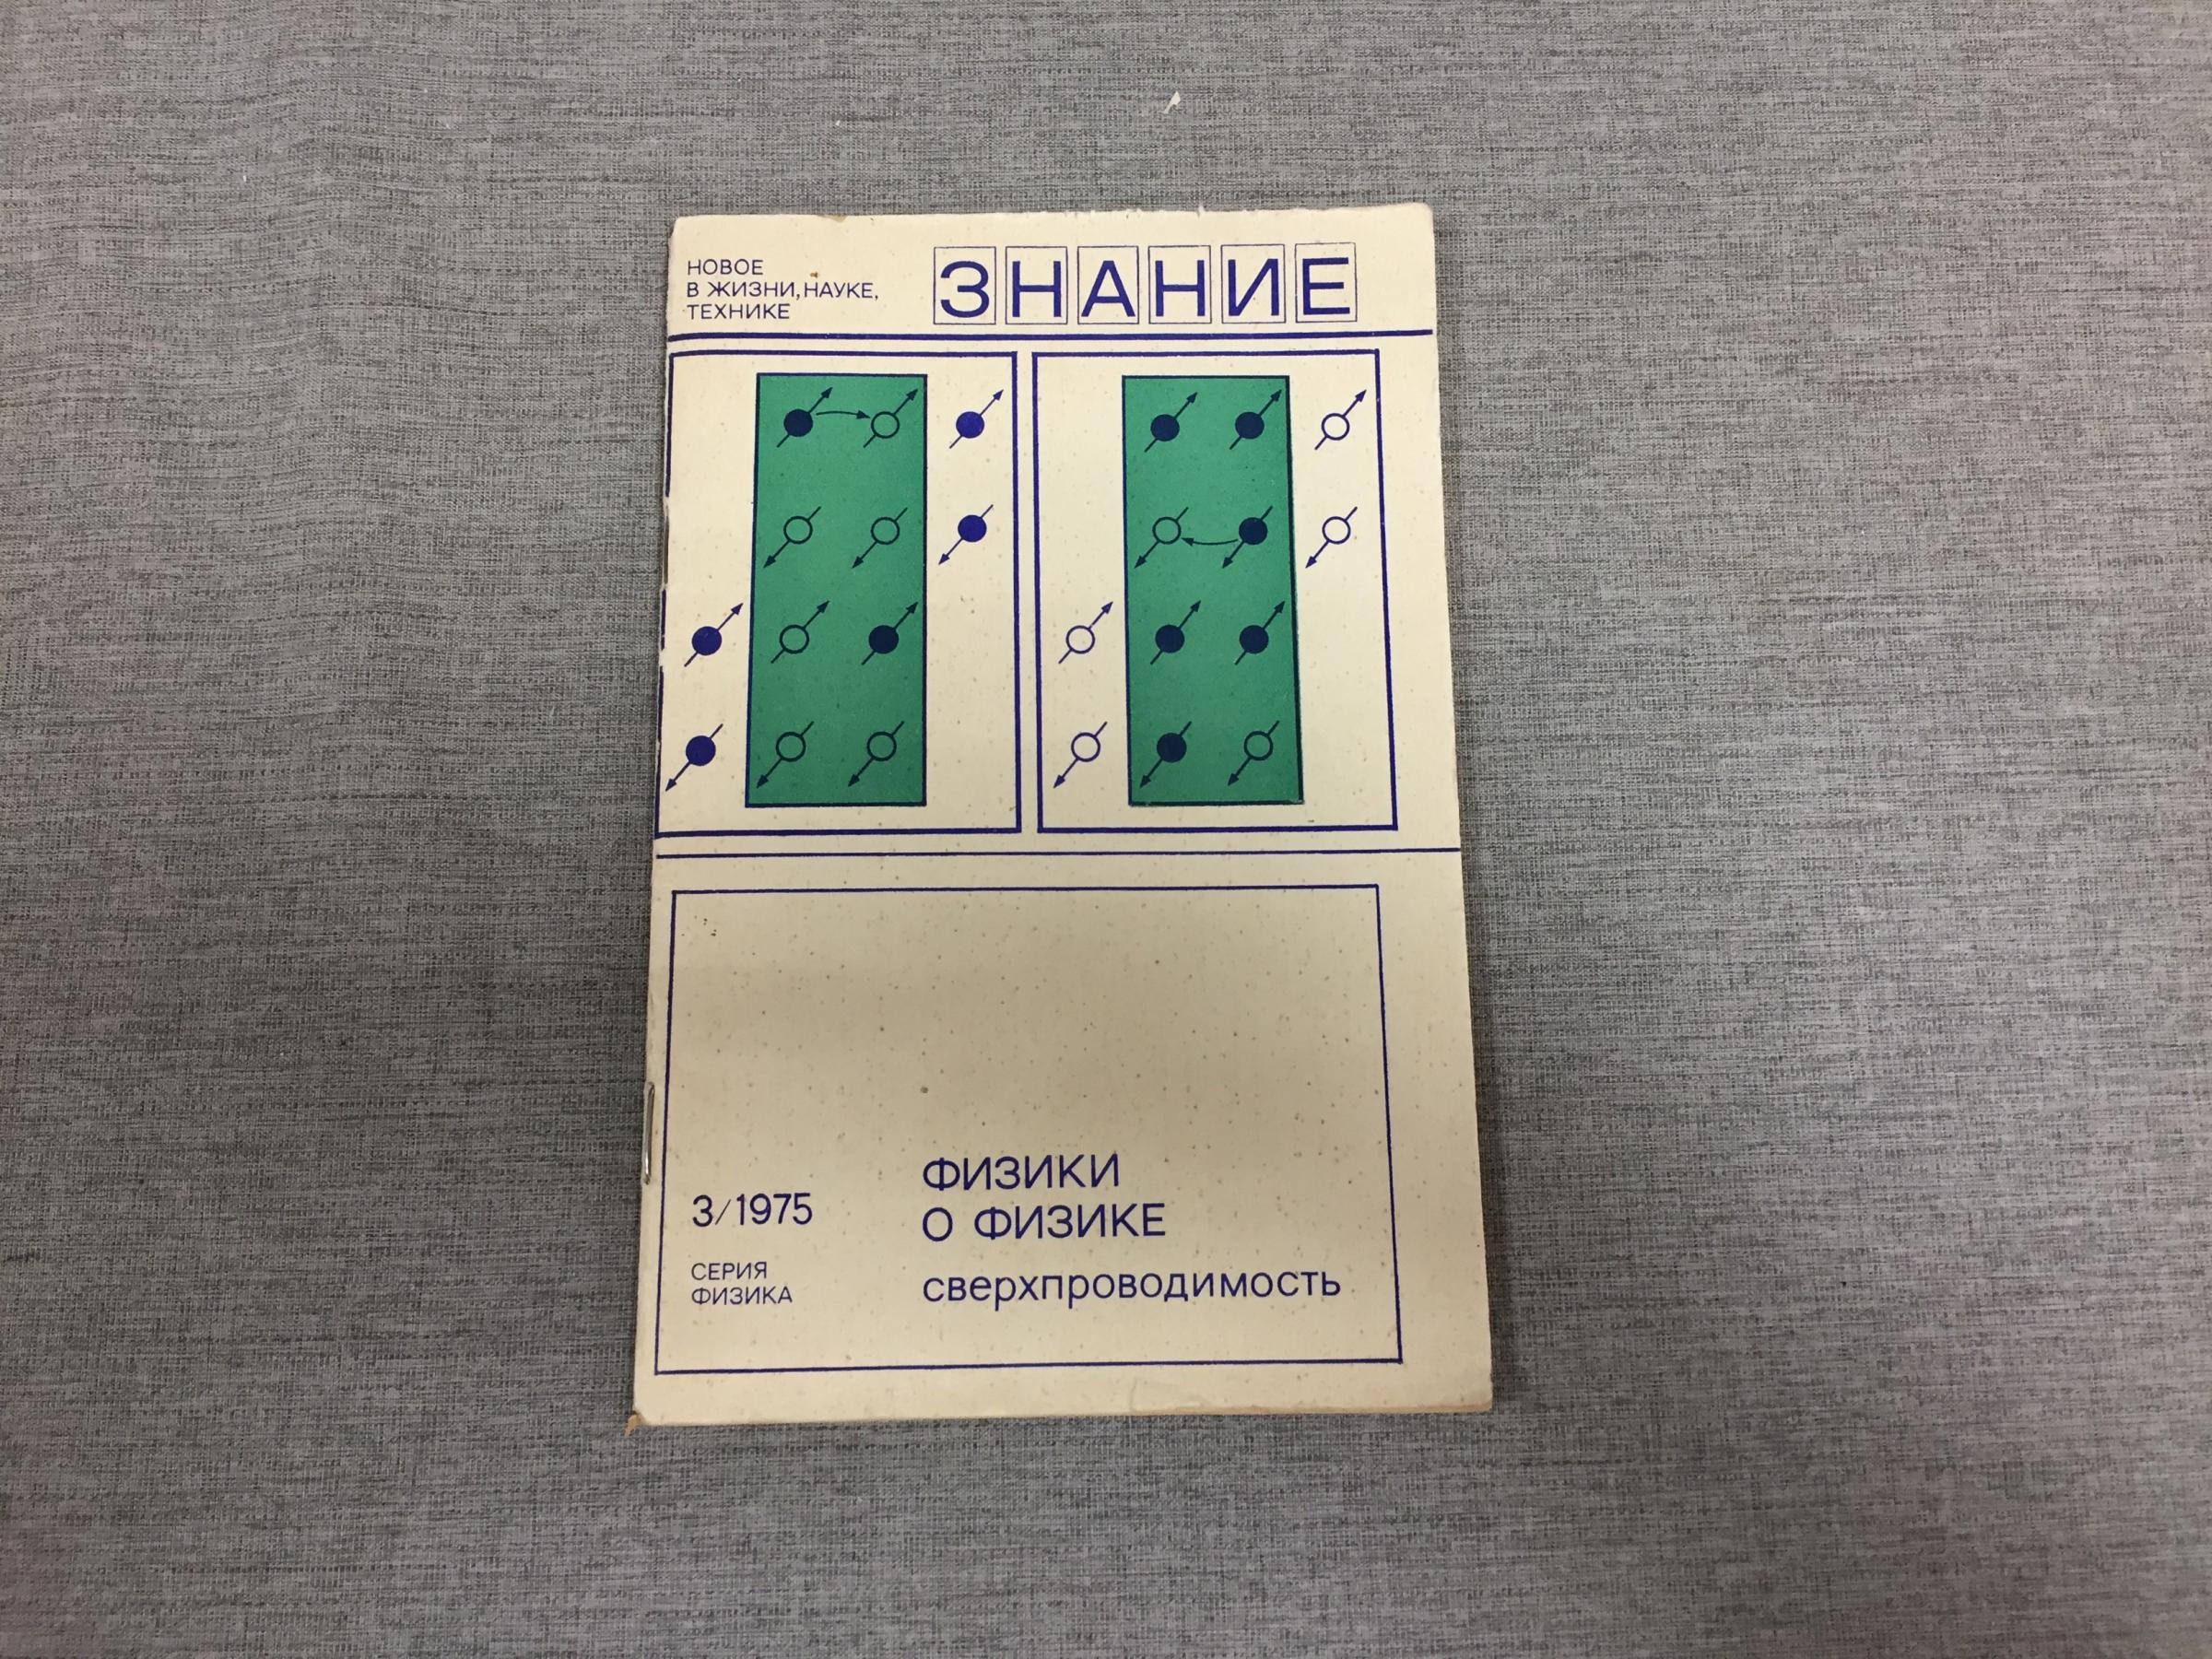 НОВОЕ
В ЖИЗНИ, НАУКЕ,
ТЕХНИКЕ
ЗНАНИЕ
ФИЗИКИ
О ФИЗИКЕ
сверхпроводимость
3/1975
СЕРИЯ
ФИЗИКА